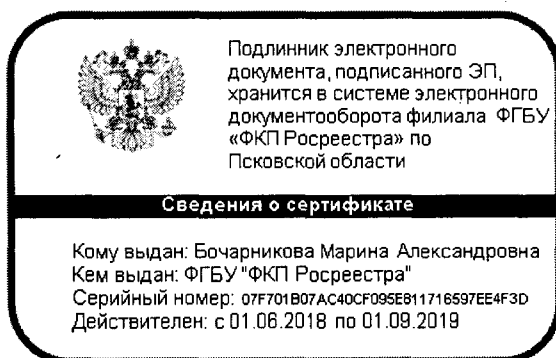 Подлинник электронного
документа, подписанного ЭП,
хранится в системе электронного
документооборота филиала ФГБУ
«ФКП Росреестра» по
Псковской области
Сведения о сертификате
Кому выдан: Бочарникова Марина Александровна
Кем выдан: ФГБУ "ФКП Росреестра"
Серийный номер: 07F701B07AC40CF095E811716597EE4F3D
Действителен: с 01.06.2018 по 01.09.2019